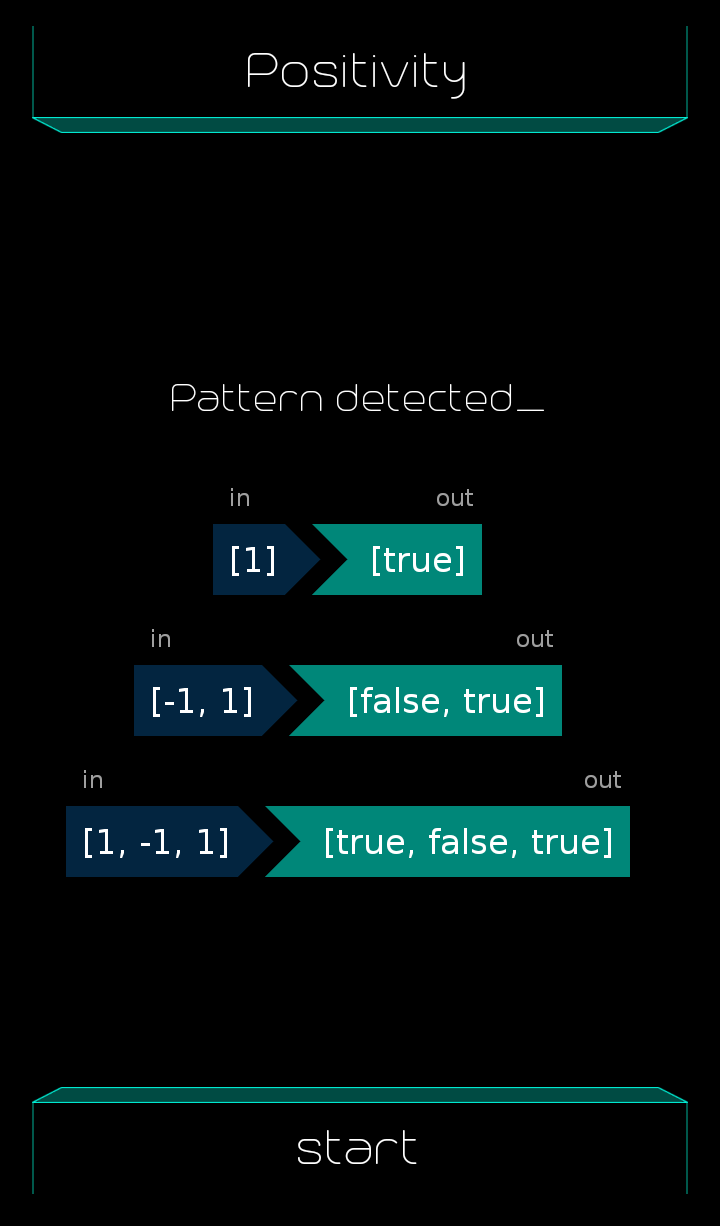 Positivity
Pattern detected_
in out
[1] [true]
in out
[-1, 1] [false, true]
in out
[1, -1, 1] [true, false, true]
start